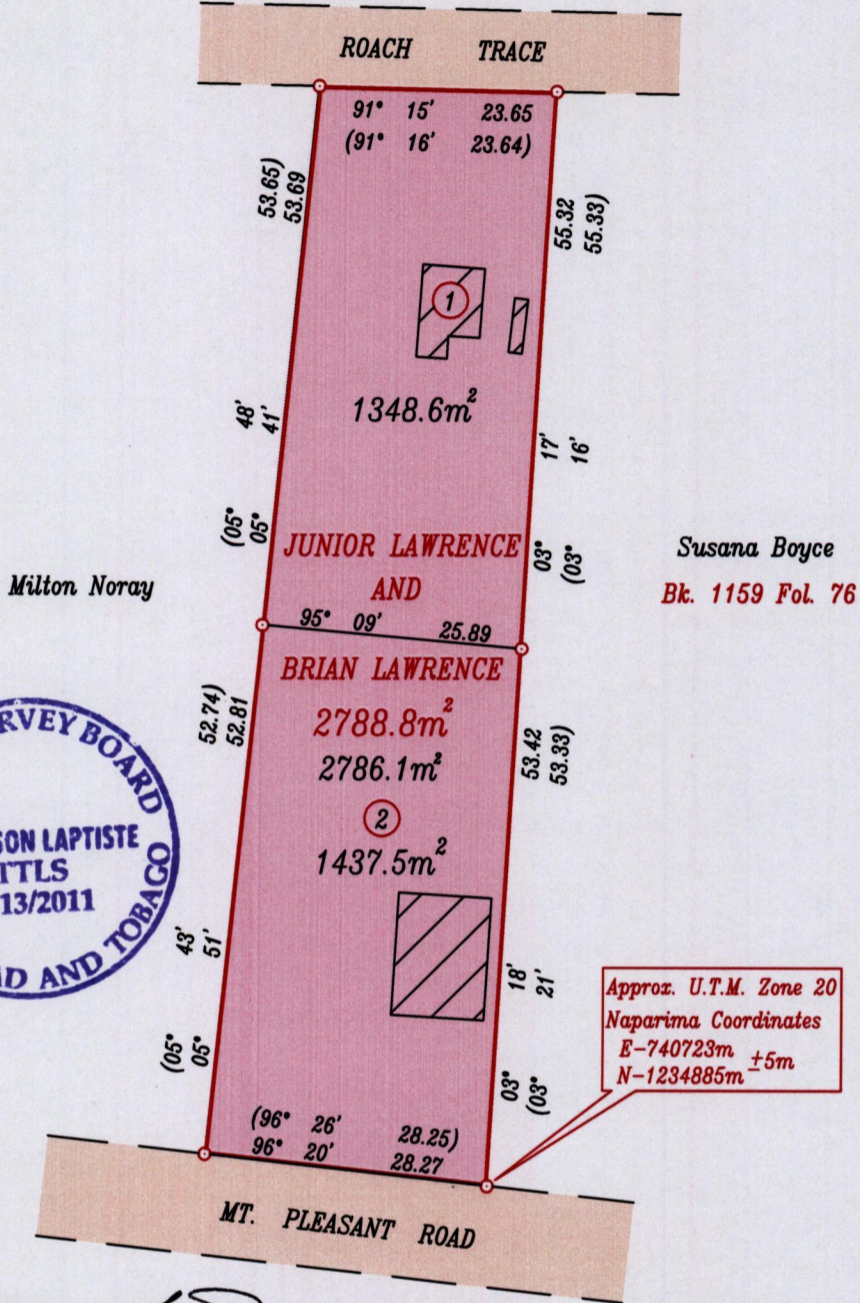 ROACH TRACE
91° 15' 23.65
(91° 16' 23.64)
(05° 48' 53.65)
05° 41' 53.69
03° 17' 55.32
(03° 16' 55.33)
1
1348.6m²
JUNIOR LAWRENCE
AND
Milton Noray
Susana Boyce
Bk. 1159 Fol. 76
95° 09' 25.89
BRIAN LAWRENCE
2788.8m²
2786.1m²
2
1437.5m²
(05° 43' 52.74)
05° 51' 52.81
03° 18' 53.42
(03° 21' 53.33)
RVEY BOARD
SON LAPTISTE
TTLS
13/2011
D AND TOBAGO
Approx. U.T.M. Zone 20
Naparima Coordinates
E-740723m ±5m
N-1234885m
(96° 26' 28.25)
96° 20' 28.27
MT. PLEASANT ROAD